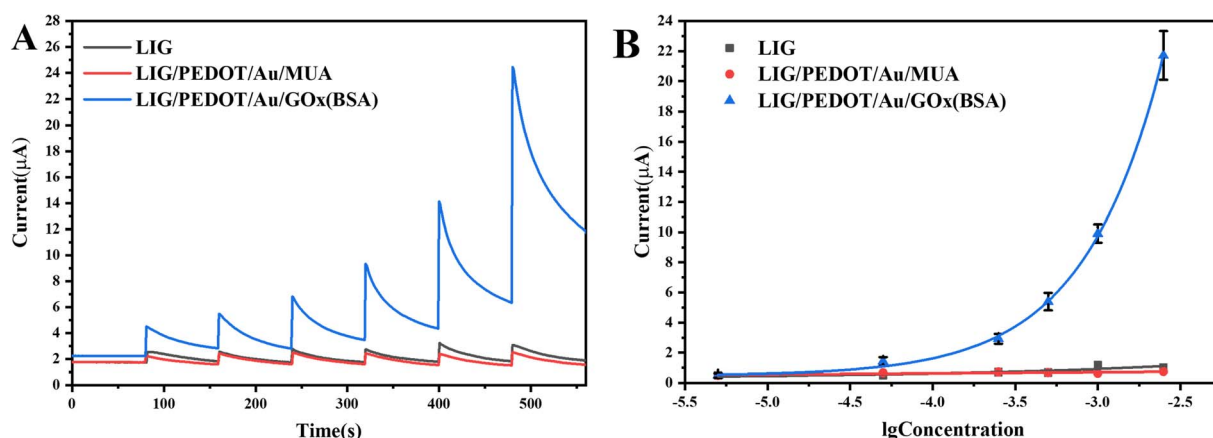 A
LIG
LIG/PEDOT/Au/MUA
LIG/PEDOT/Au/GOx(BSA)
Current(μA)
28
26
24
22
20
18
16
14
12
10
8
6
4
2
0
0 100 200 300 400 500
Time(s)
B
LIG
LIG/PEDOT/Au/MUA
LIG/PEDOT/Au/GOx(BSA)
Current(μA)
24
22
20
18
16
14
12
10
8
6
4
2
0
-5.5 -5.0 -4.5 -4.0 -3.5 -3.0 -2.5
lgConcentration